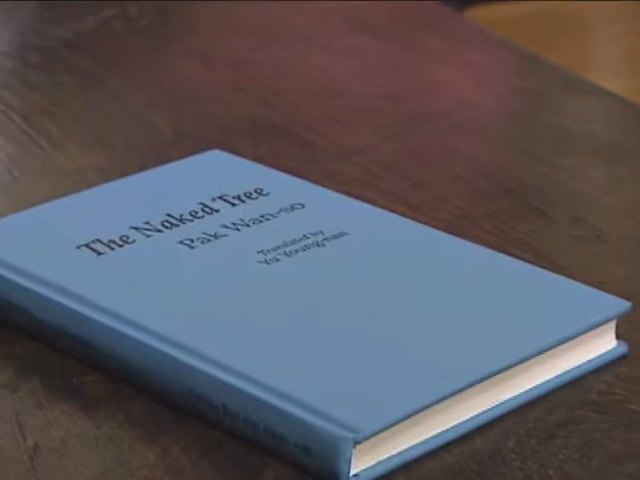 The Naked Tree
Pak Wan-so
Translated by
Yu Young-nan